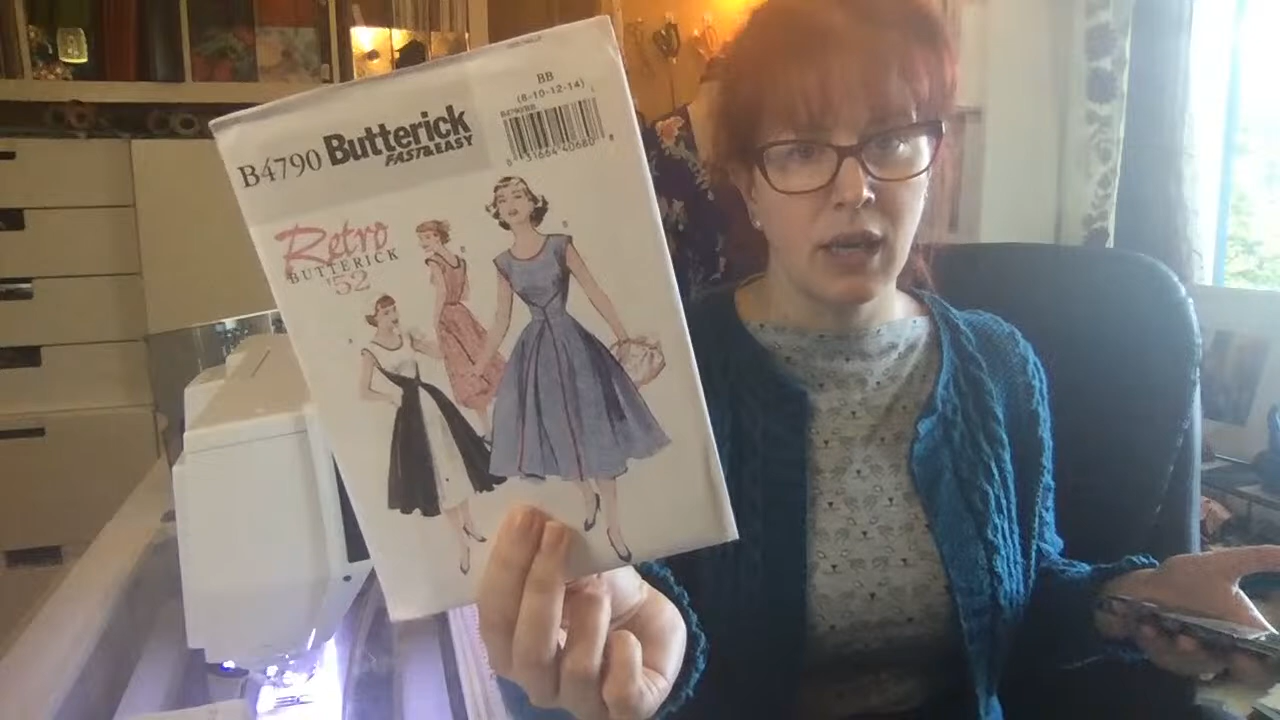 BB
(8-10-12-14)
B4790 Butterick
FAST&EASY
Retro
BUTTERICK
'52
B
B